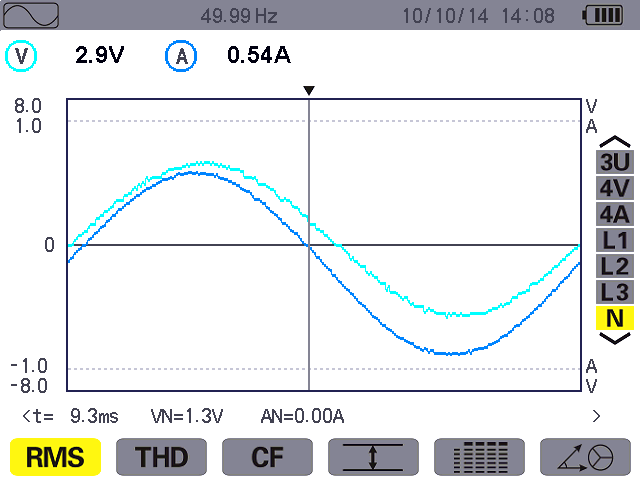 49.99 Hz 10/10/14 14:08
V 2.9V A 0.54A
8.0 V
1.0 A
3U
4V
4A
L1
0
L2
L3
N
-1.0 A
-8.0 V
<t= 9.3ms VN=1.3V AN=0.00A >
RMS THD CF